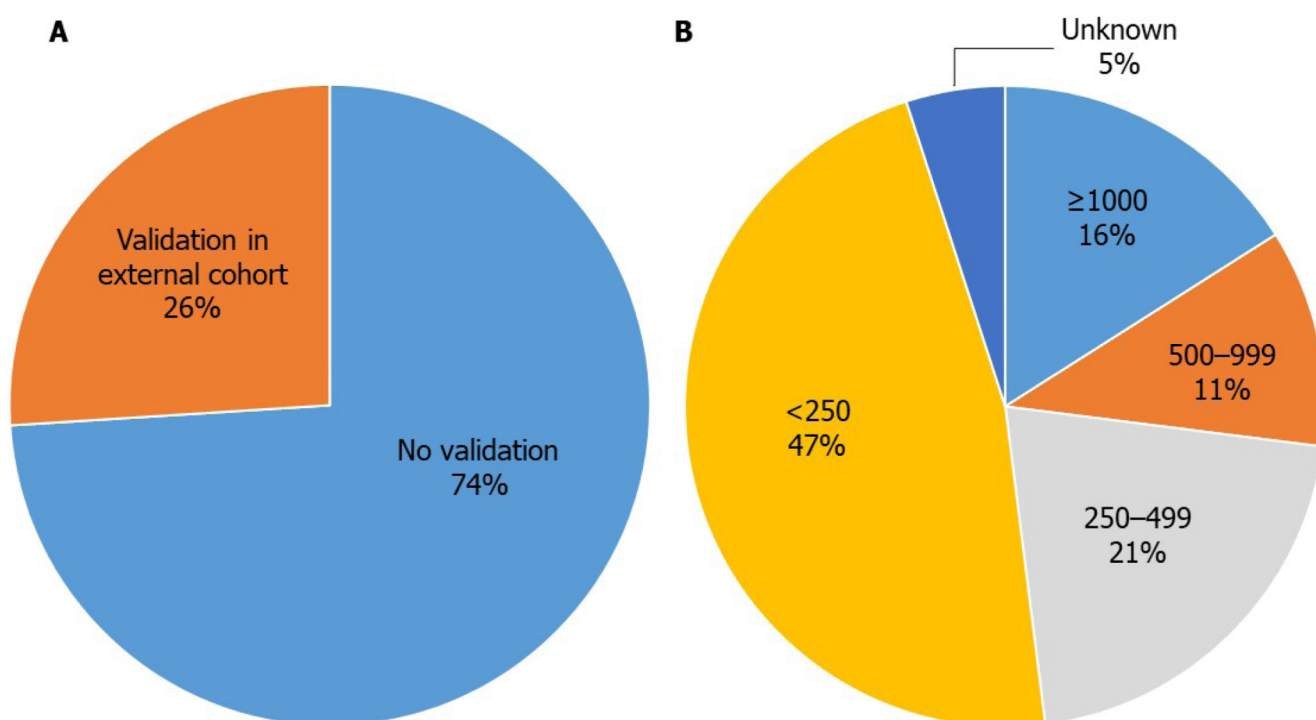 A
Validation in
external cohort
26%
No validation
74%
B
Unknown
5%
≥1000
16%
500–999
11%
250–499
21%
<250
47%